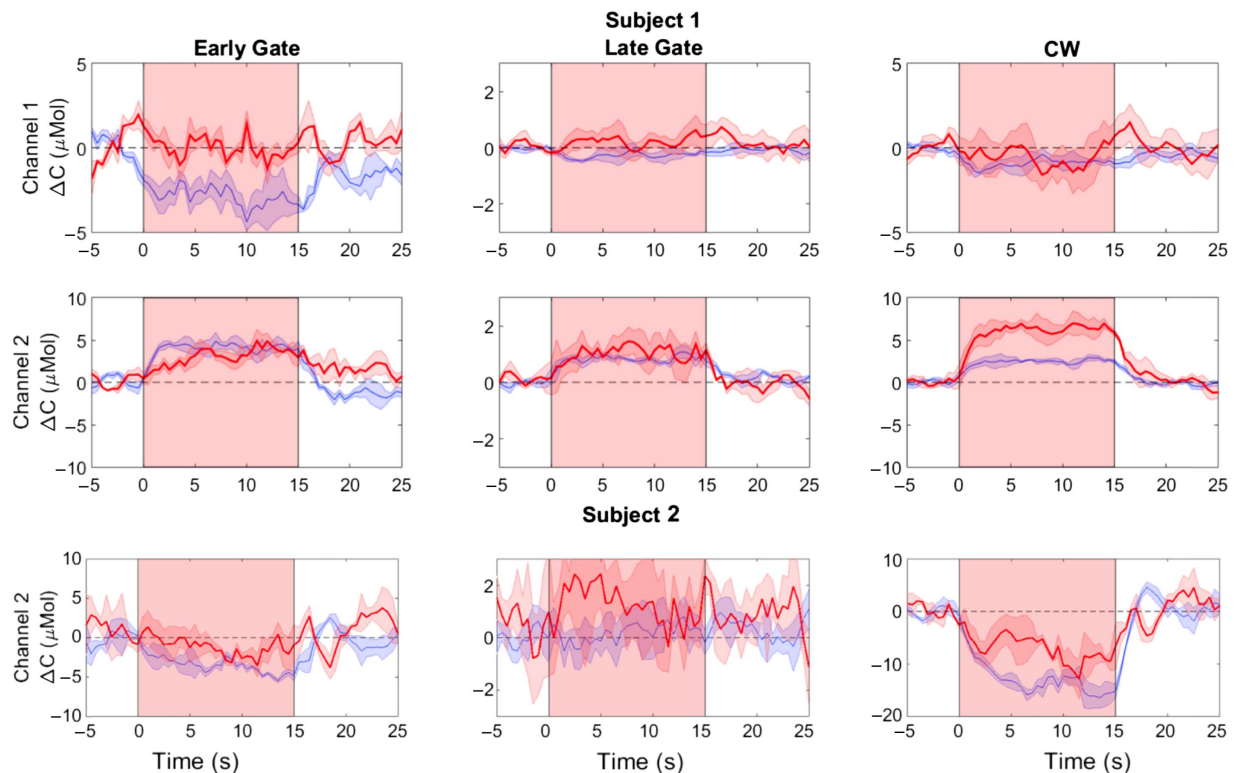 Subject 1
Early Gate Late Gate CW
Channel 1
ΔC (μMol)
5 0 −5
−5 0 5 10 15 20 25
2 0 −2
−5 0 5 10 15 20 25
5 0 −5
−5 0 5 10 15 20 25
Channel 2
ΔC (μMol)
10 5 0 −5 −10
−5 0 5 10 15 20 25
2 0 −2
−5 0 5 10 15 20 25
10 5 0 −5 −10
−5 0 5 10 15 20 25
Subject 2
Channel 2
ΔC (μMol)
10 5 0 −5 −10
−5 0 5 10 15 20 25
2 0 −2
−5 0 5 10 15 20 25
10 0 −10 −20
−5 0 5 10 15 20 25
Time (s) Time (s) Time (s)